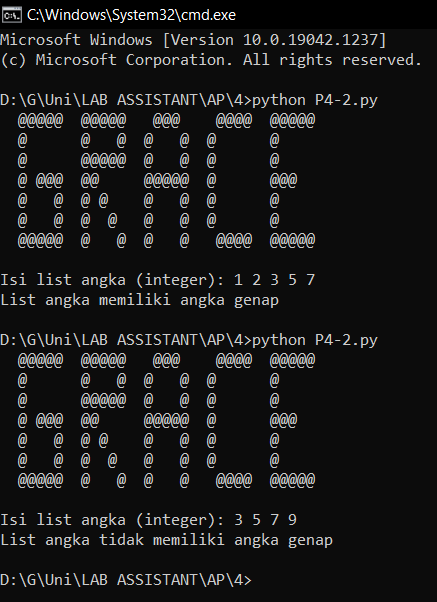 C:\Windows\System32\cmd.exe
Microsoft Windows [Version 10.0.19042.1237]
(c) Microsoft Corporation. All rights reserved.
D:\G\Uni\LAB ASSISTANT\AP\4>python P4-2.py
  @@@@@  @@@@@   @@@    @@@@  @@@@@
  @      @   @  @   @  @      @
  @      @@@@@  @   @  @      @
  @ @@@  @@     @@@@@  @      @@@
  @   @  @ @    @   @  @      @
  @   @  @  @   @   @  @      @
  @@@@@  @   @  @   @   @@@@  @@@@@
Isi list angka (integer): 1 2 3 5 7
List angka memiliki angka genap
D:\G\Uni\LAB ASSISTANT\AP\4>python P4-2.py
  @@@@@  @@@@@   @@@    @@@@  @@@@@
  @      @   @  @   @  @      @
  @      @@@@@  @   @  @      @
  @ @@@  @@     @@@@@  @      @@@
  @   @  @ @    @   @  @      @
  @   @  @  @   @   @  @      @
  @@@@@  @   @  @   @   @@@@  @@@@@
Isi list angka (integer): 3 5 7 9
List angka tidak memiliki angka genap
D:\G\Uni\LAB ASSISTANT\AP\4>